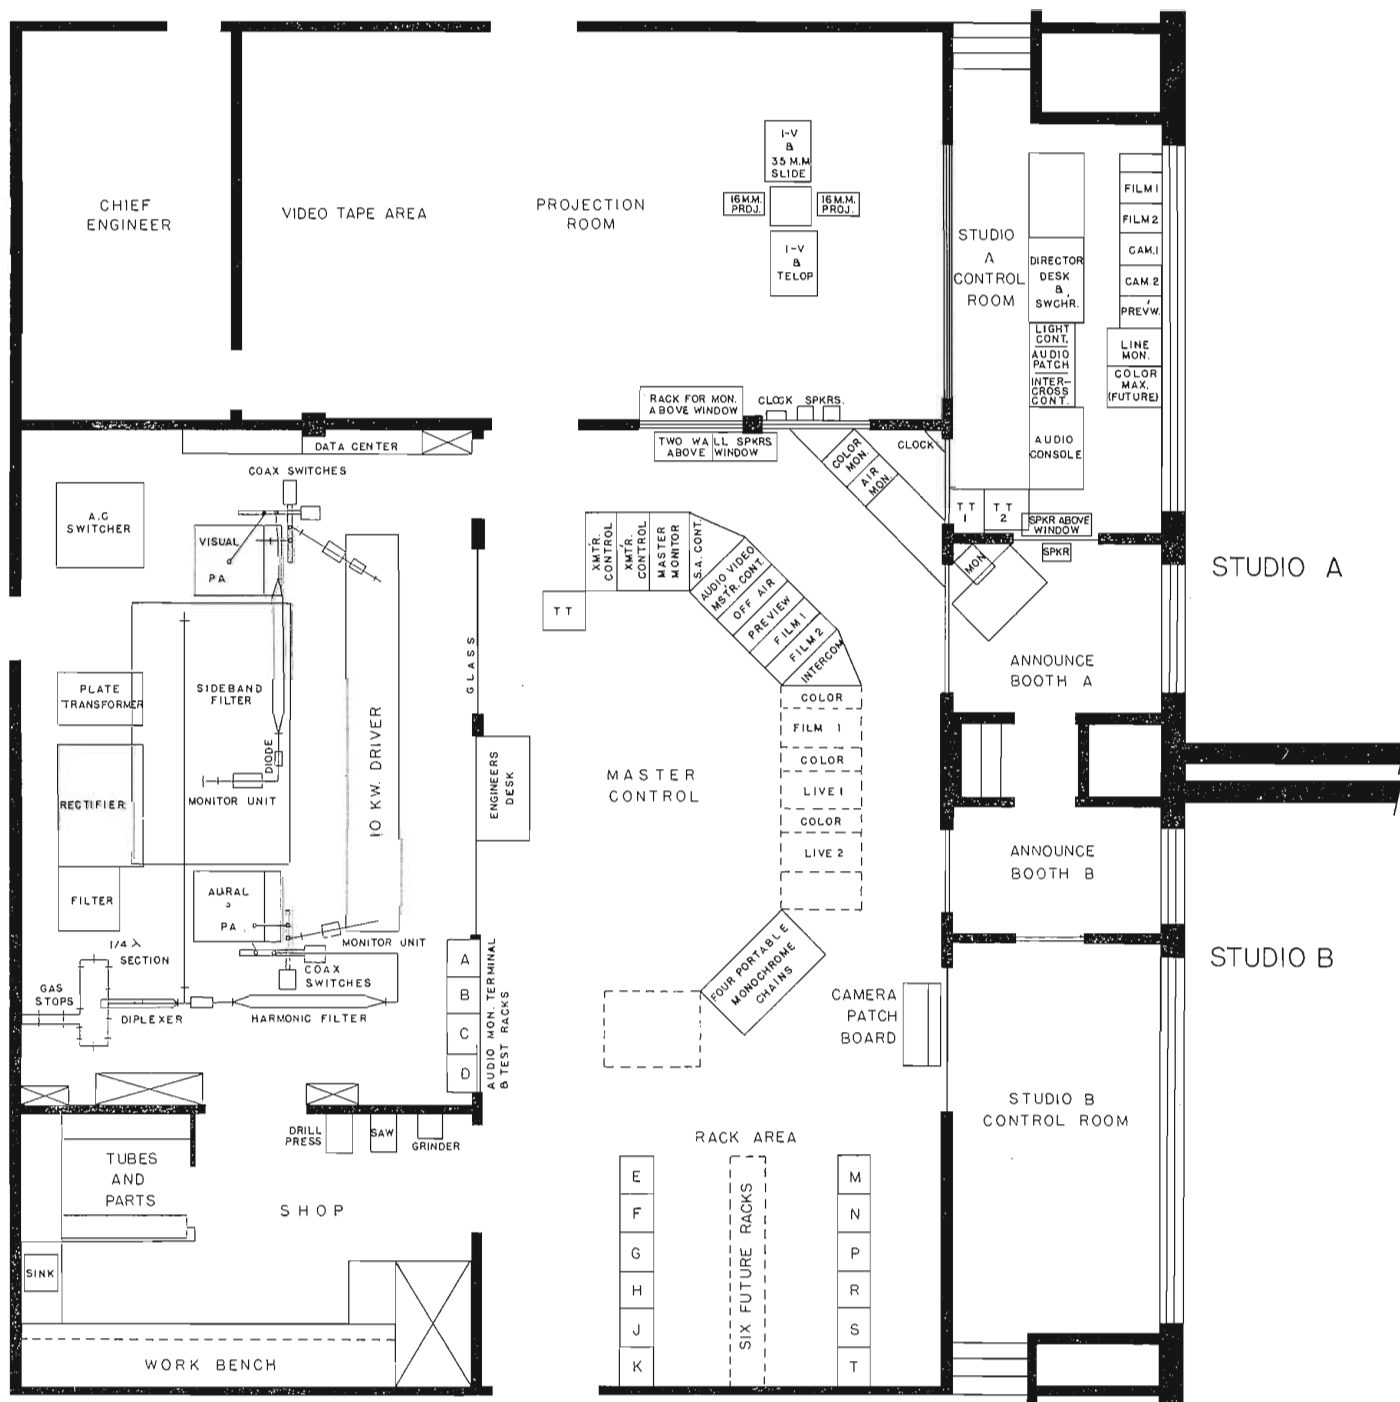 CHIEF
ENGINEER
VIDEO TAPE AREA
PROJECTION
ROOM
I-V
&
35 M.M
SLIDE
16 M.M.
PROJ.
16 M.M.
PROJ.
I-V
&
TELOP
STUDIO
A
CONTROL
ROOM
DIRECTOR
DESK
&
SWCHR.
LIGHT
CONT.
AUDIO
PATCH
INTER-
CROSS
CONT.
AUDIO
CONSOLE
FILM 1
FILM 2
CAM. 1
CAM. 2
PREVW.
LINE
MON.
COLOR
MAX.
(FUTURE)
RACK FOR MON.
ABOVE WINDOW
CLOCK SPKRS.
TWO WALL SPKRS
ABOVE WINDOW
COLOR
MON.
AIR
MON.
CLOCK
T T
1
T T
2
SPKR ABOVE
WINDOW
SPKR
MON
STUDIO A
ANNOUNCE
BOOTH A
DATA CENTER
COAX SWITCHES
A.C
SWITCHER
VISUAL
PA
XMTR.
CONTROL
XMTR.
CONTROL
MASTER
MONITOR
S.A. CONT.
AUDIO VIDEO
MSTR. CONT.
OFF AIR
PREVIEW
FILM 1
FILM 2
INTERCOM
T T
COLOR
FILM 1
COLOR
LIVE 1
COLOR
LIVE 2
GLASS
PLATE
TRANSFORMER
SIDEBAND
FILTER
DIODE
MONITOR UNIT
10 KW. DRIVER
RECTIFIER
FILTER
ENGINEERS
DESK
MASTER
CONTROL
AURAL
PA
MONITOR UNIT
COAX
SWITCHES
1/4 λ
SECTION
GAS
STOPS
DIPLEXER
HARMONIC FILTER
A
B
C
D
AUDIO MON. TERMINAL
& TEST RACKS
FOUR PORTABLE
MONOCHROME
CHAINS
CAMERA
PATCH
BOARD
ANNOUNCE
BOOTH B
STUDIO B
STUDIO B
CONTROL ROOM
DRILL
PRESS
SAW
GRINDER
TUBES
AND
PARTS
SHOP
SINK
WORK BENCH
RACK AREA
E
F
G
H
J
K
SIX FUTURE RACKS
M
N
P
R
S
T